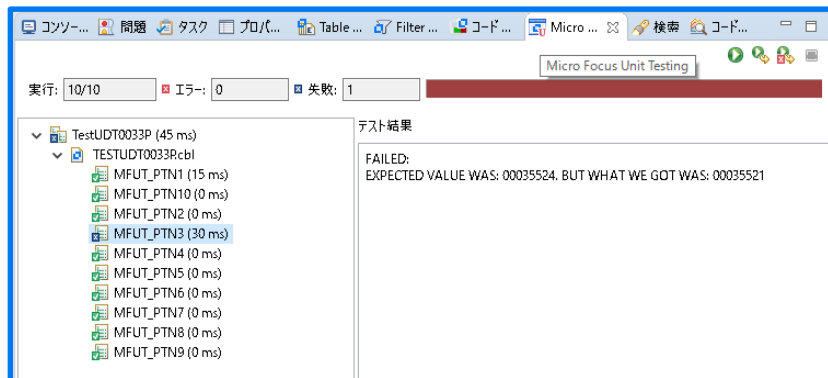 コンソー... 問題 タスク プロパ... Table ... Filter ... コード ... Micro ... 検索 コード...
Micro Focus Unit Testing
実行: 10/10 エラー: 0 失敗: 1
テスト結果
TestUDT0033P (45 ms)
TESTUDT0033P.cbl
MFUT_PTN1 (15 ms)
MFUT_PTN10 (0 ms)
MFUT_PTN2 (0 ms)
MFUT_PTN3 (30 ms)
MFUT_PTN4 (0 ms)
MFUT_PTN5 (0 ms)
MFUT_PTN6 (0 ms)
MFUT_PTN7 (0 ms)
MFUT_PTN8 (0 ms)
MFUT_PTN9 (0 ms)
FAILED:
EXPECTED VALUE WAS: 00035524. BUT WHAT WE GOT WAS: 00035521